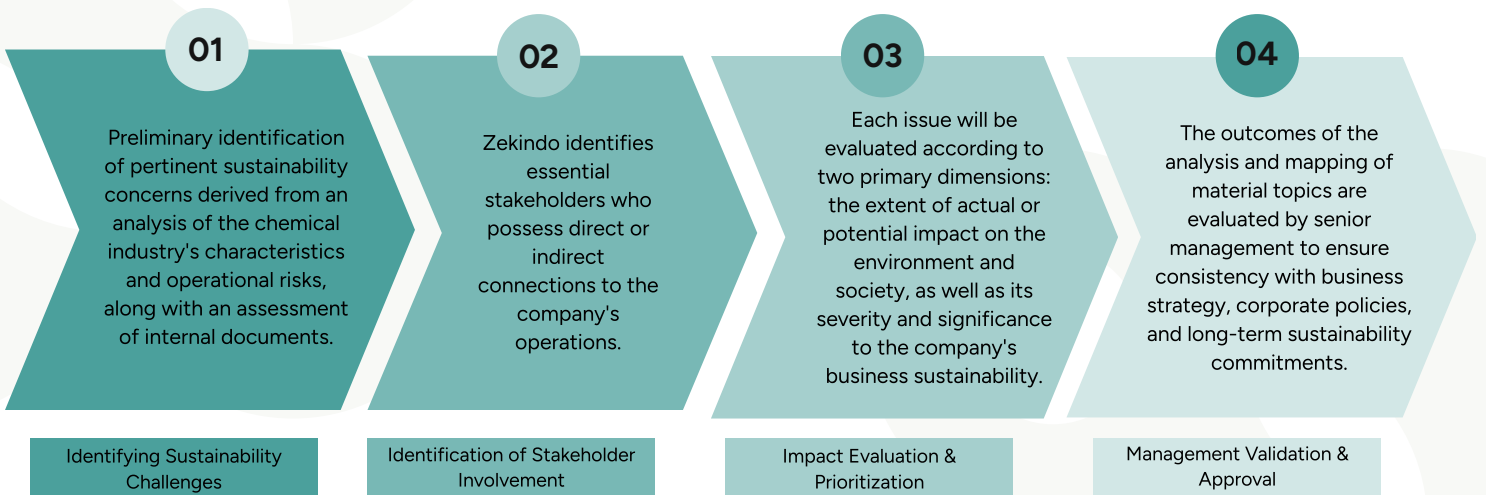 01
Preliminary identification
of pertinent sustainability
concerns derived from an
analysis of the chemical
industry's characteristics
and operational risks,
along with an assessment
of internal documents.
Identifying Sustainability
Challenges
02
Zekindo identifies
essential
stakeholders who
possess direct or
indirect
connections to the
company's
operations.
Identification of Stakeholder
Involvement
03
Each issue will be
evaluated according to
two primary dimensions:
the extent of actual or
potential impact on the
environment and
society, as well as its
severity and significance
to the company's
business sustainability.
Impact Evaluation &
Prioritization
04
The outcomes of the
analysis and mapping of
material topics are
evaluated by senior
management to ensure
consistency with business
strategy, corporate policies,
and long-term sustainability
commitments.
Management Validation &
Approval